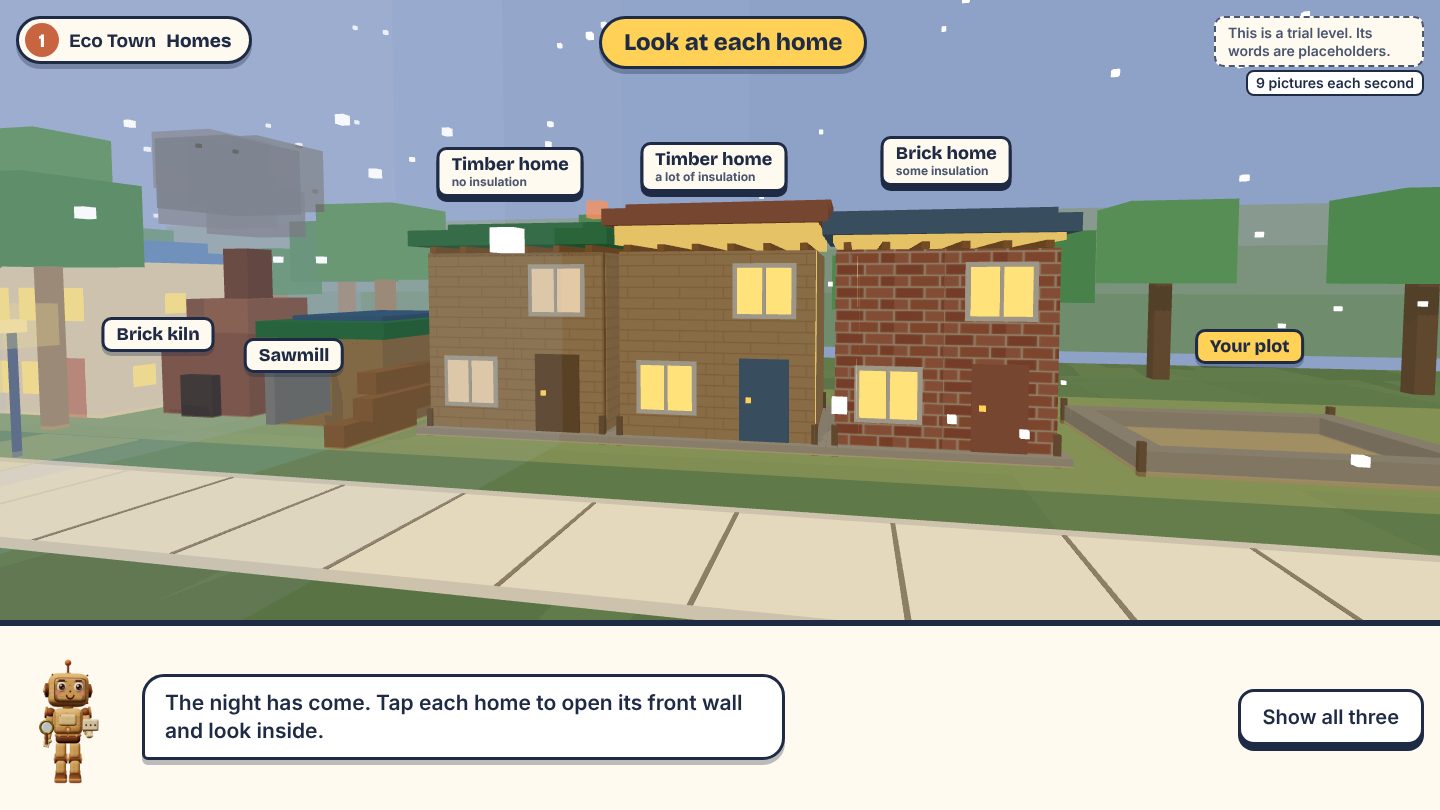 1 Eco Town Homes
Look at each home
This is a trial level. Its
words are placeholders.
9 pictures each second
Timber home
no insulation
Timber home
a lot of insulation
Brick home
some insulation
Brick kiln
Sawmill
Your plot
The night has come. Tap each home to open its front wall
and look inside.
Show all three